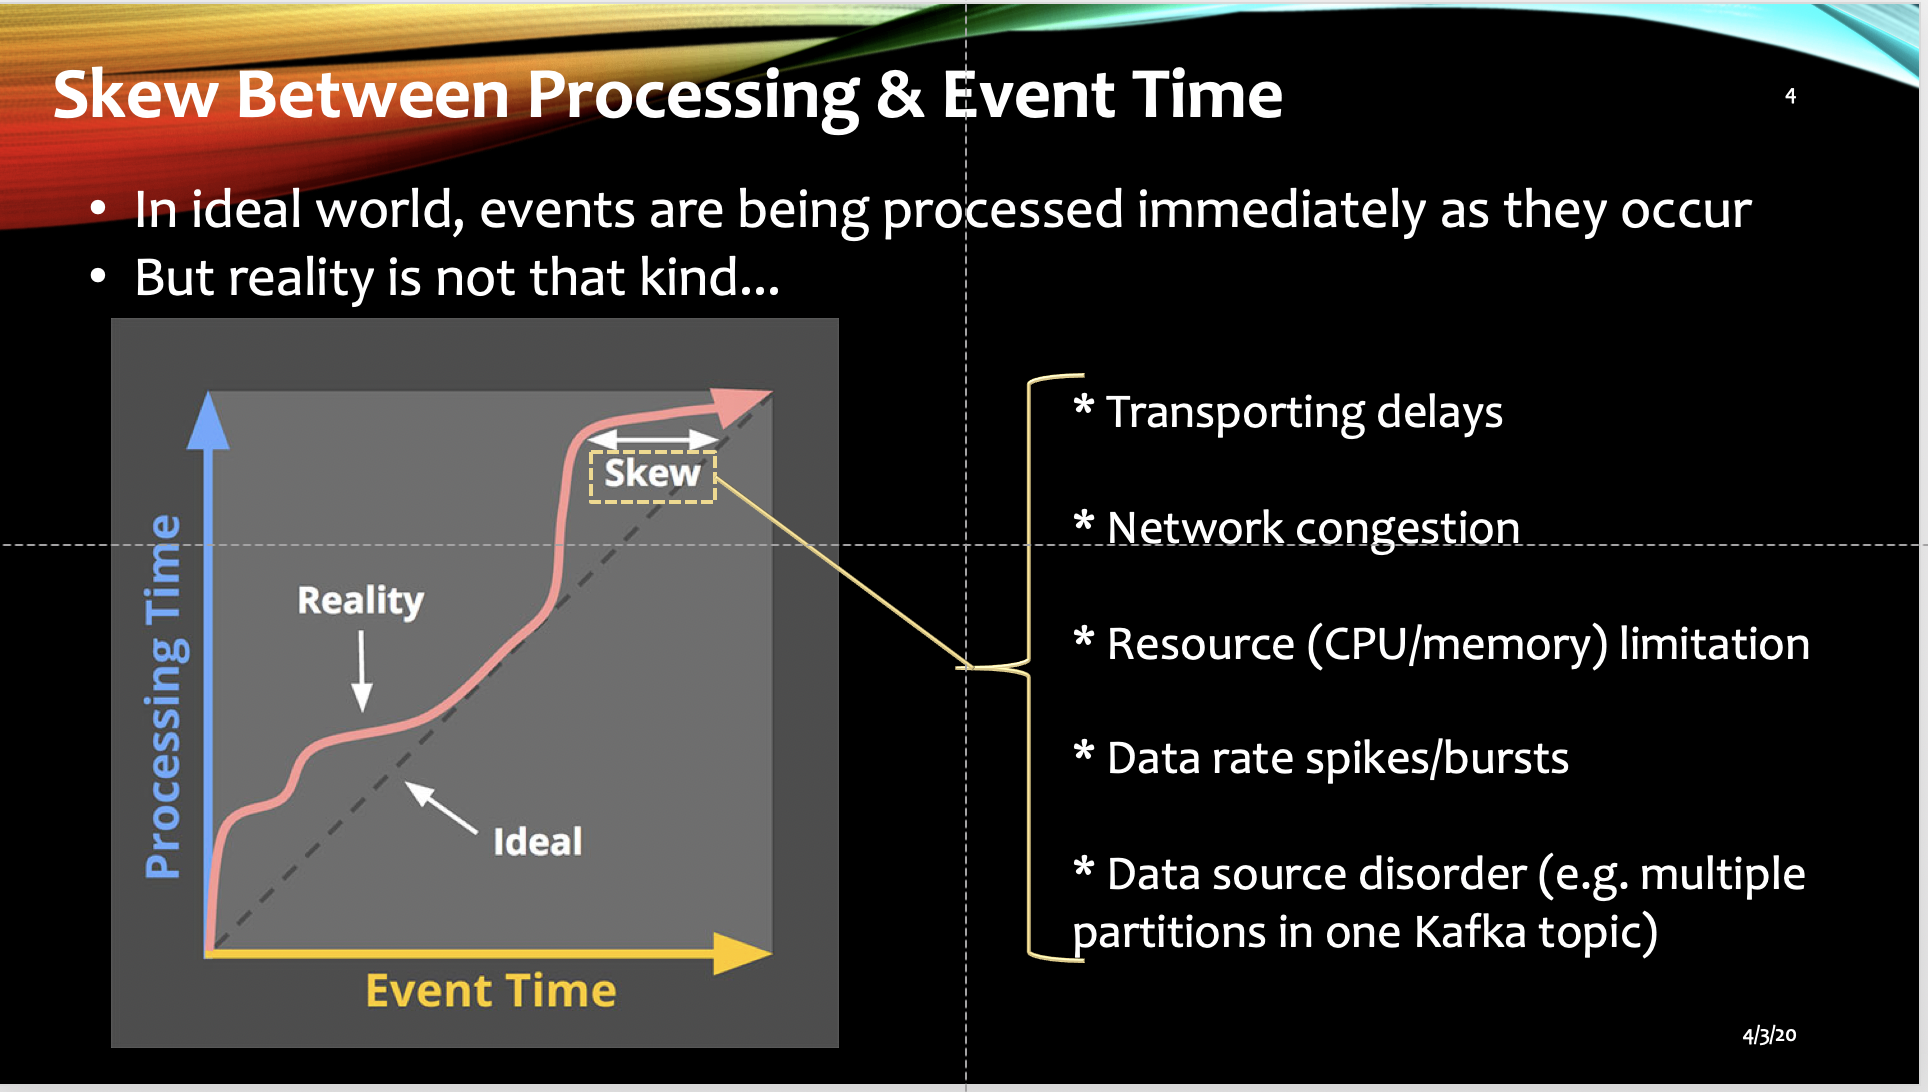 Skew Between Processing & Event Time
4
• In ideal world, events are being processed immediately as they occur
• But reality is not that kind...
Processing Time
Skew
Reality
Ideal
Event Time
* Transporting delays
* Network congestion
* Resource (CPU/memory) limitation
* Data rate spikes/bursts
* Data source disorder (e.g. multiple
partitions in one Kafka topic)
4/3/20